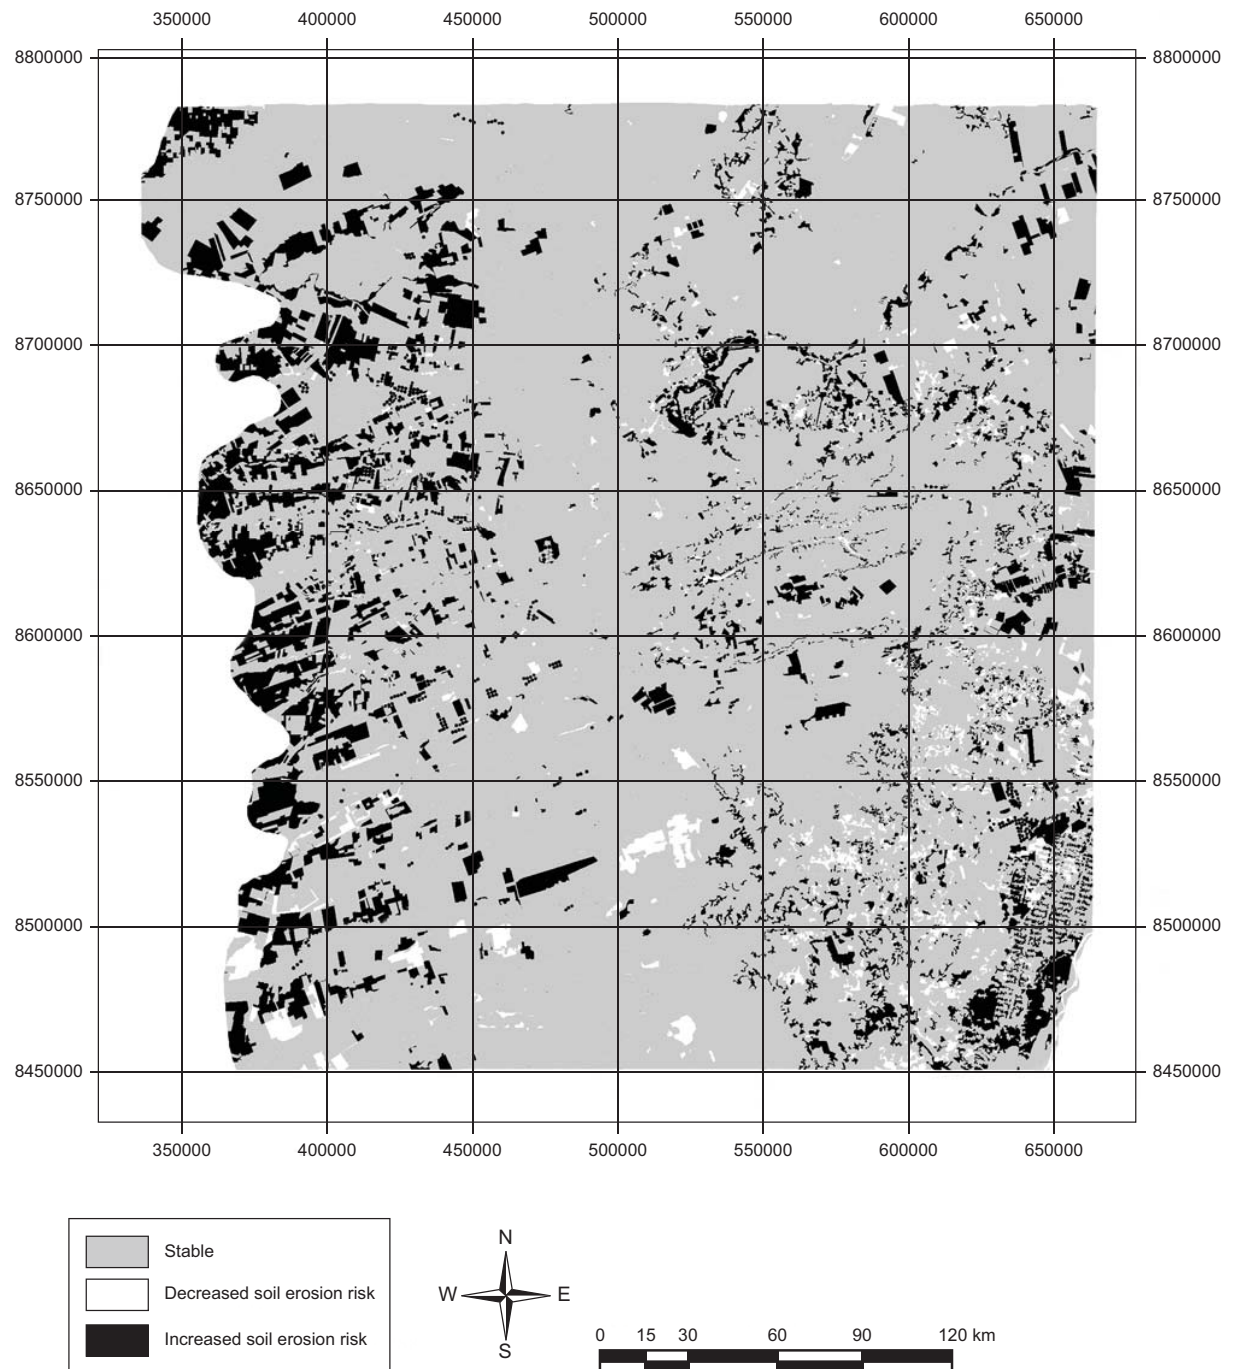 350000 400000 450000 500000 550000 600000 650000
8800000 8800000
8750000 8750000
8700000 8700000
8650000 8650000
8600000 8600000
8550000 8550000
8500000 8500000
8450000 8450000
350000 400000 450000 500000 550000 600000 650000
Stable
Decreased soil erosion risk
Increased soil erosion risk
N
W E
S
0 15 30 60 90 120 km